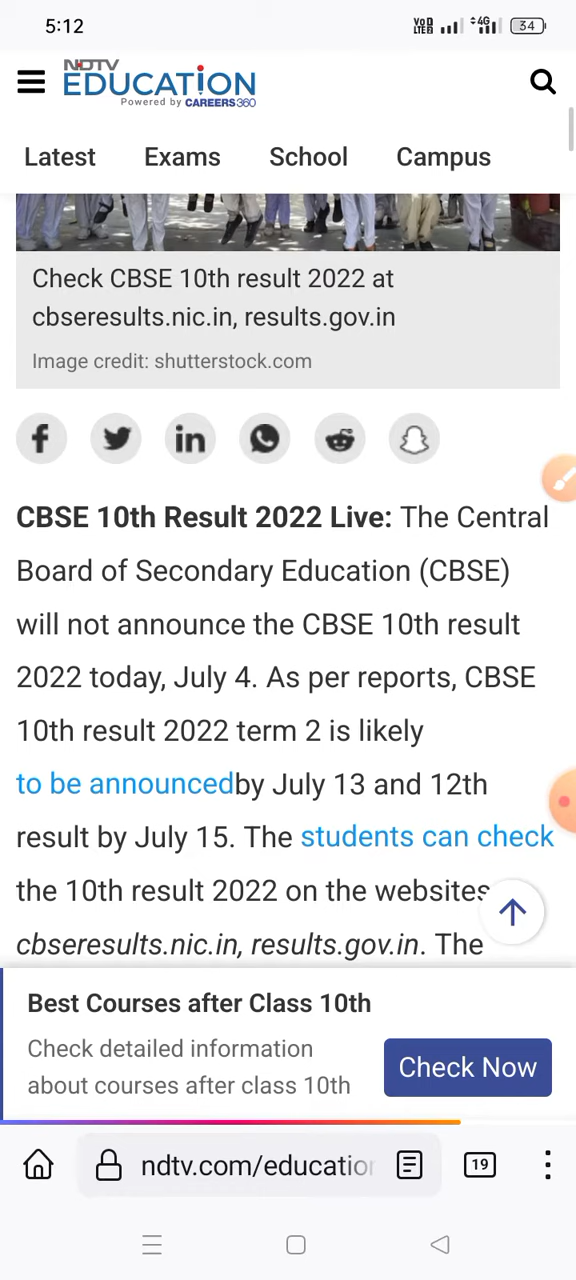 5:12
VoD LTED 4G 34
NDTV
EDUCATION
Powered by CAREERS360
Latest Exams School Campus
Check CBSE 10th result 2022 at
cbseresults.nic.in, results.gov.in
Image credit: shutterstock.com
CBSE 10th Result 2022 Live: The Central
Board of Secondary Education (CBSE)
will not announce the CBSE 10th result
2022 today, July 4. As per reports, CBSE
10th result 2022 term 2 is likely
to be announcedby July 13 and 12th
result by July 15. The students can check
the 10th result 2022 on the websites
cbseresults.nic.in, results.gov.in. The
Best Courses after Class 10th
Check detailed information
about courses after class 10th
Check Now
ndtv.com/education
19